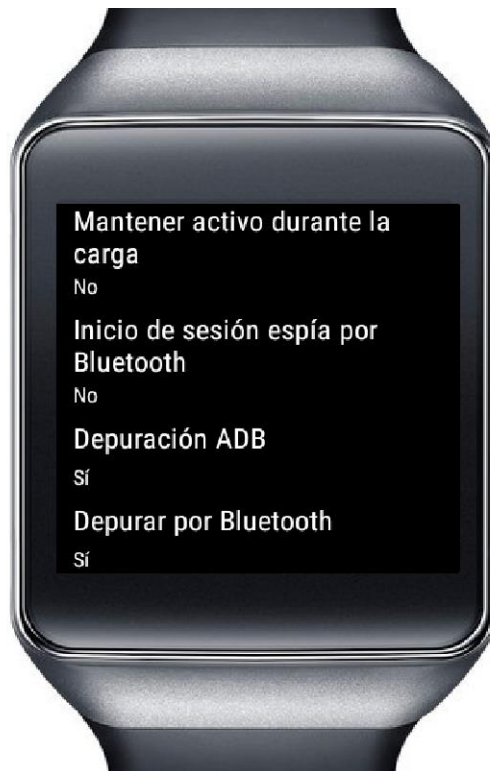 Mantener activo durante la
carga
No
Inicio de sesión espía por
Bluetooth
No
Depuración ADB
Sí
Depurar por Bluetooth
Sí